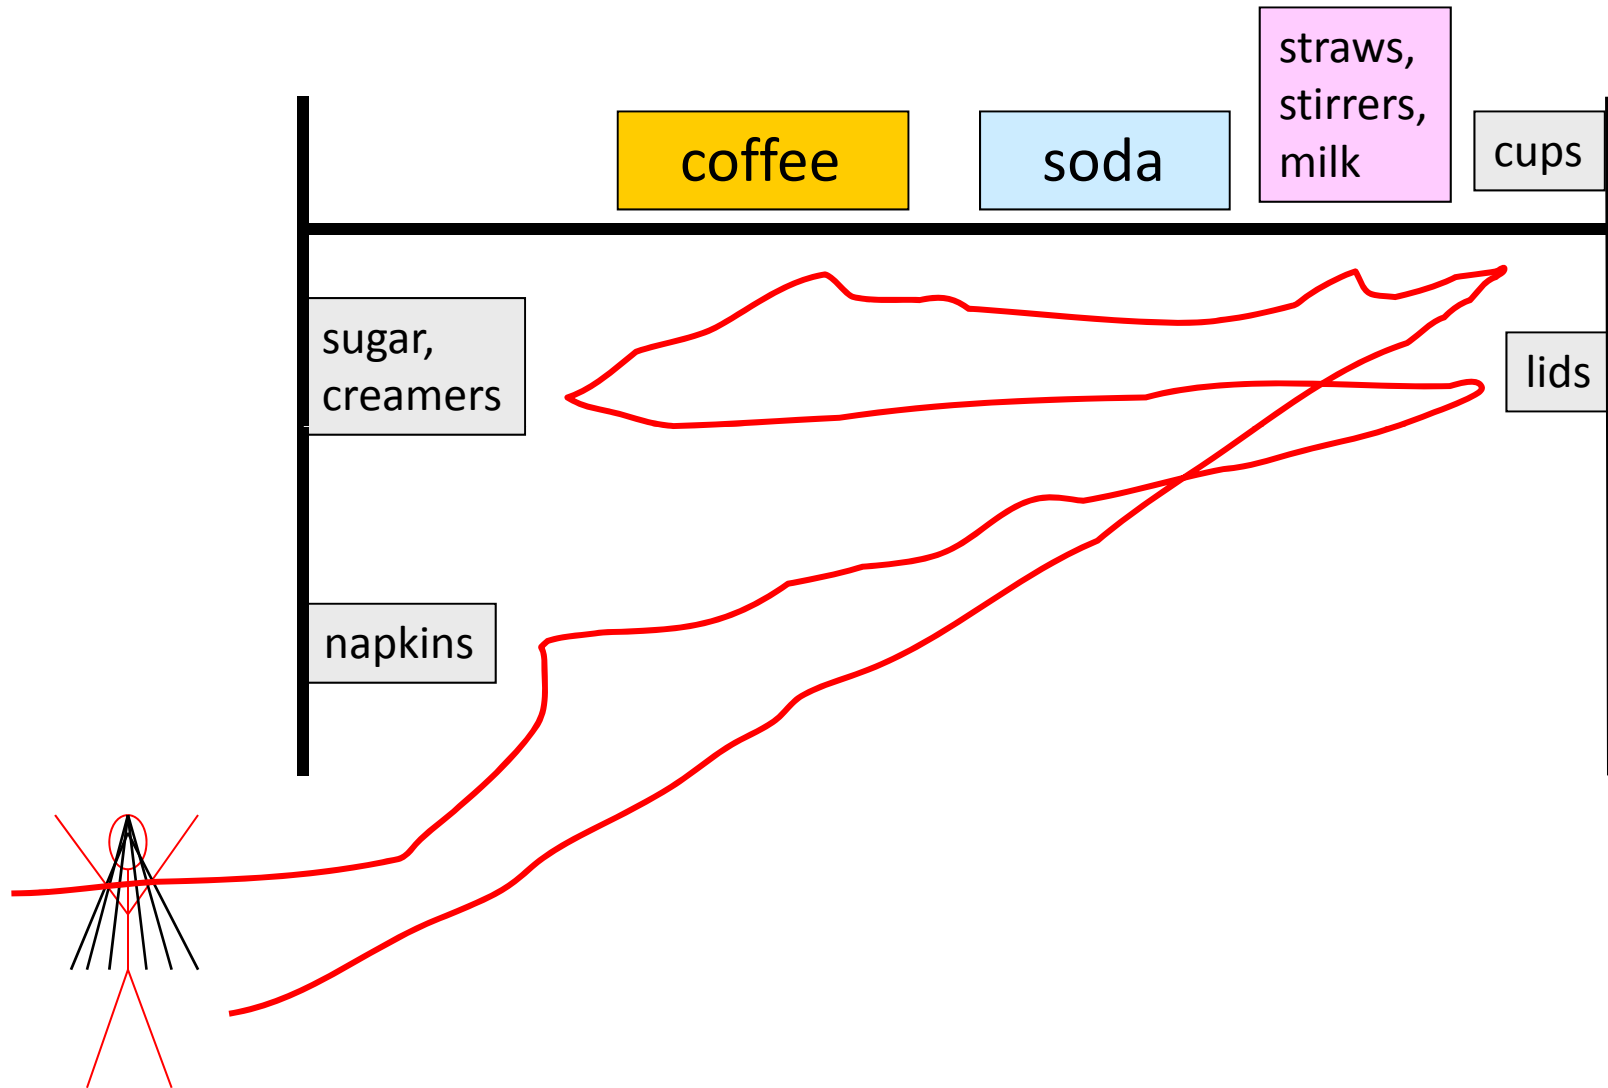 straws,
stirrers,
milk
coffee
soda
cups
sugar,
creamers
lids
napkins